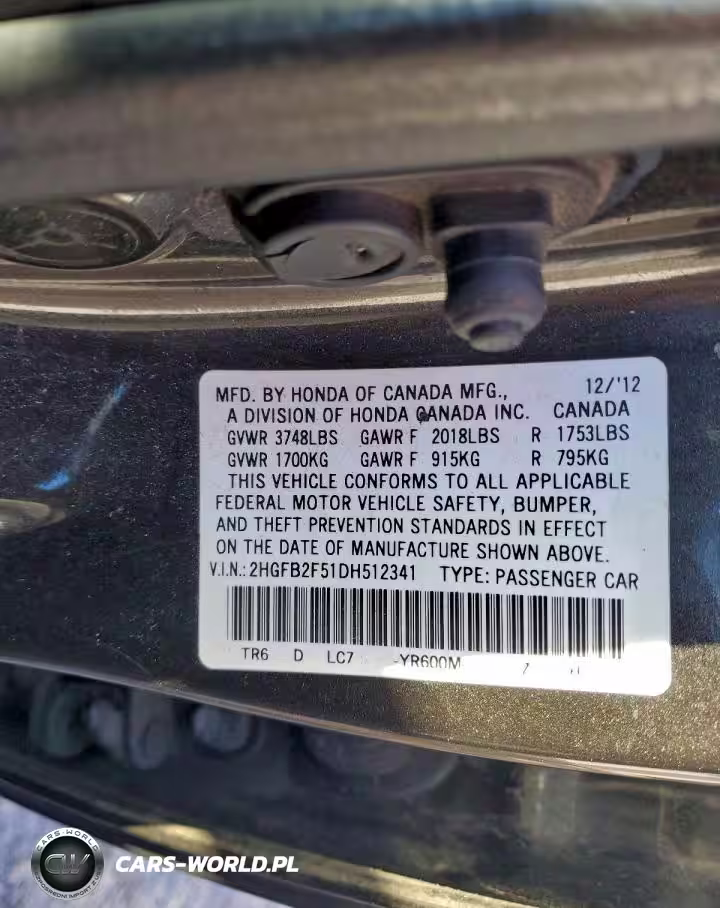 MFD. BY HONDA OF CANADA MFG., 12/'12
A DIVISION OF HONDA CANADA INC. CANADA
GVWR 3748LBS GAWR F 2018LBS R 1753LBS
GVWR 1700KG GAWR F 915KG R 795KG
THIS VEHICLE CONFORMS TO ALL APPLICABLE
FEDERAL MOTOR VEHICLE SAFETY, BUMPER,
AND THEFT PREVENTION STANDARDS IN EFFECT
ON THE DATE OF MANUFACTURE SHOWN ABOVE.
V.I.N.: 2HGFB2F51DH512341 TYPE: PASSENGER CAR
TR6 D LC7 -YR600M
CARS-WORLD
CW
CARS-WORLD.PL